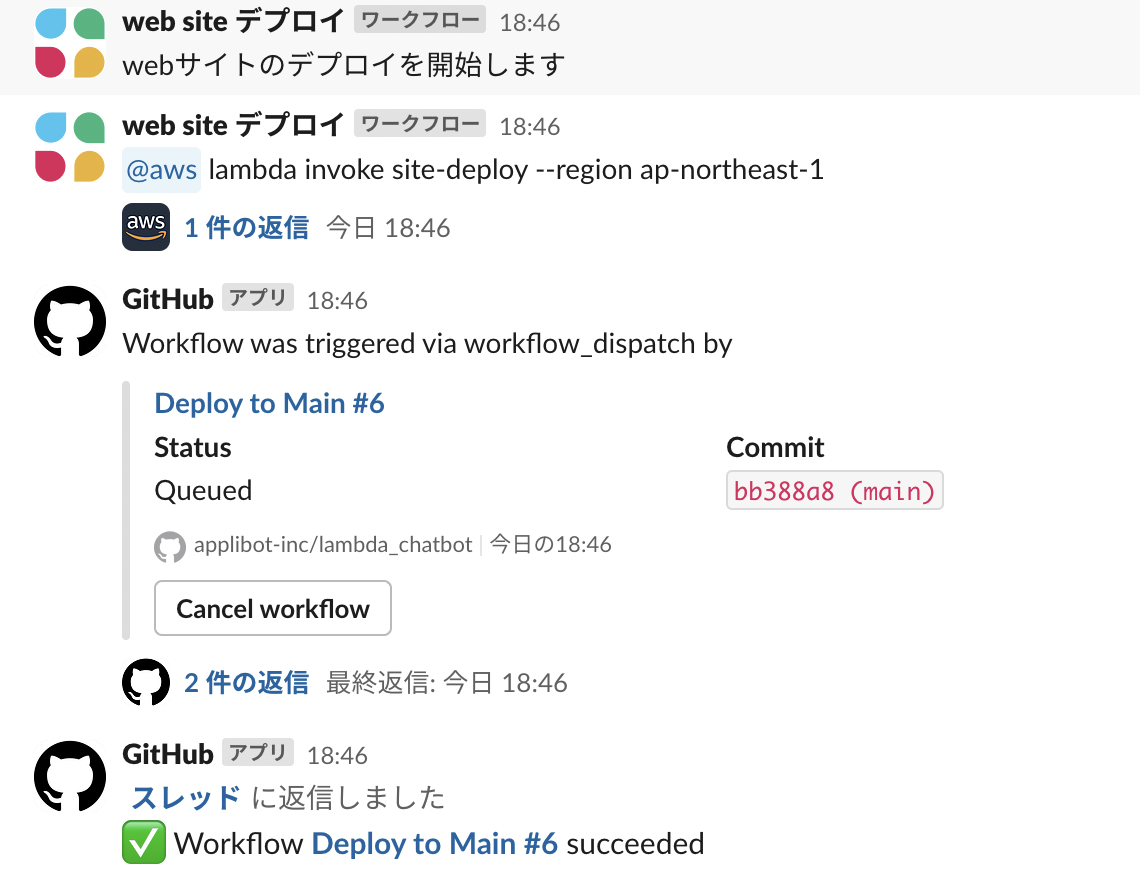 web site デプロイ ワークフロー 18:46
webサイトのデプロイを開始します
web site デプロイ ワークフロー 18:46
@aws lambda invoke site-deploy --region ap-northeast-1
aws 1 件の返信 今日 18:46
GitHub アプリ 18:46
Workflow was triggered via workflow_dispatch by
Deploy to Main #6
Status Commit
Queued bb388a8 (main)
applibot-inc/lambda_chatbot 今日の18:46
Cancel workflow
2 件の返信 最終返信: 今日 18:46
GitHub アプリ 18:46
スレッド に返信しました
Workflow Deploy to Main #6 succeeded